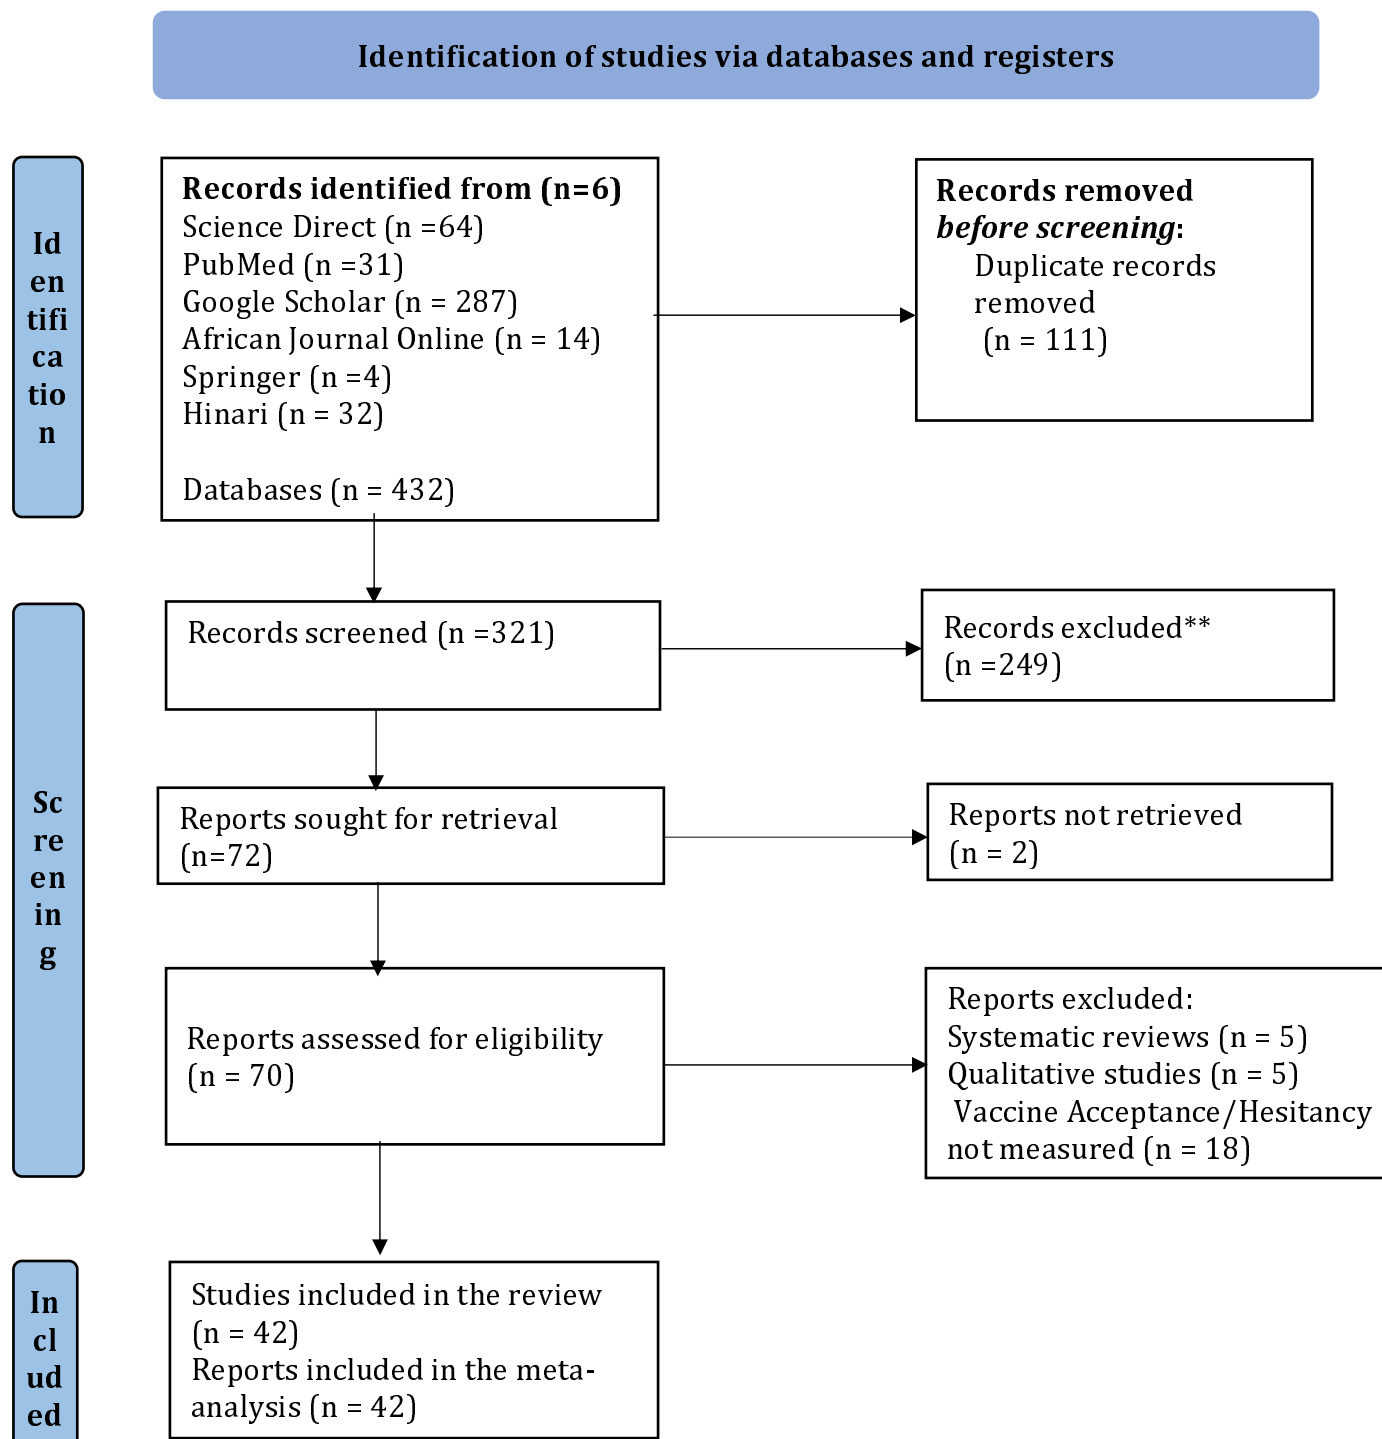 Identification of studies via databases and registers
Id
en
tifi
ca
tio
n
Records identified from (n=6)
Science Direct (n =64)
PubMed (n =31)
Google Scholar (n = 287)
African Journal Online (n = 14)
Springer (n =4)
Hinari (n = 32)
Databases (n = 432)
Records removed
before screening:
Duplicate records
removed
(n = 111)
Sc
re
en
in
g
Records screened (n =321)
Records excluded**
(n =249)
Reports sought for retrieval
(n=72)
Reports not retrieved
(n = 2)
Reports assessed for eligibility
(n = 70)
Reports excluded:
Systematic reviews (n = 5)
Qualitative studies (n = 5)
Vaccine Acceptance/Hesitancy
not measured (n = 18)
In
cl
ud
ed
Studies included in the review
(n = 42)
Reports included in the meta-
analysis (n = 42)